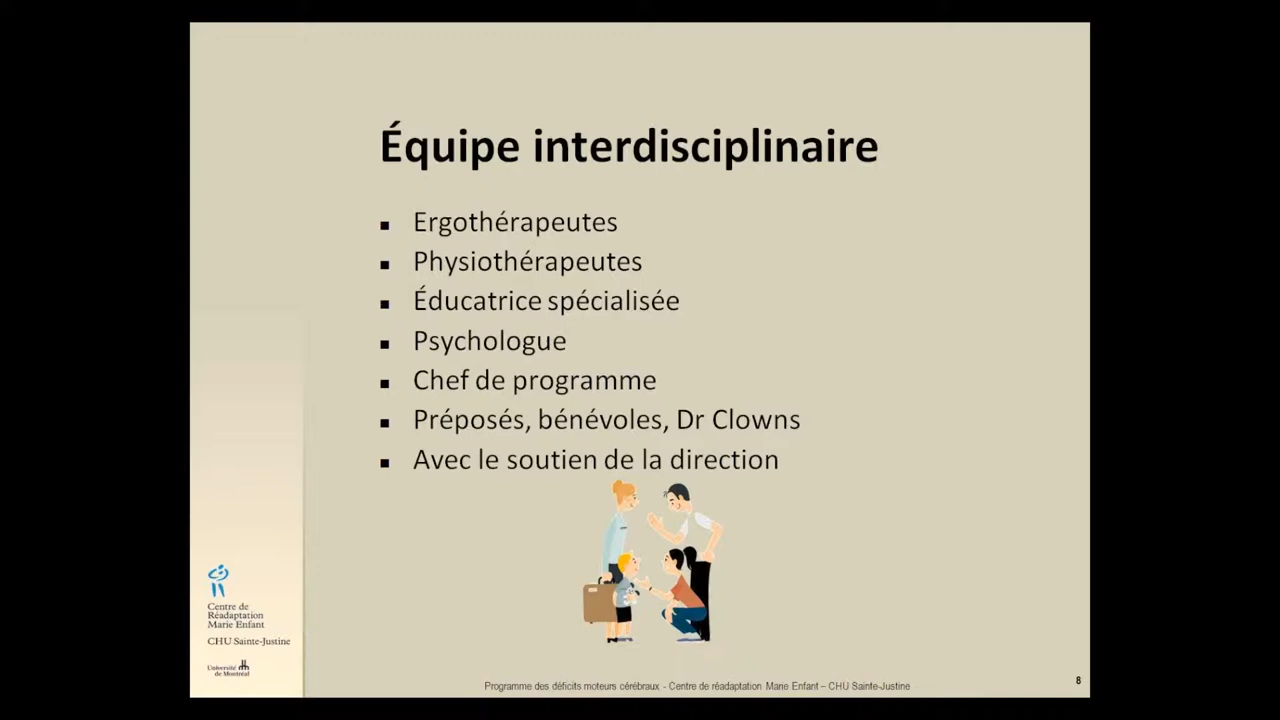 Équipe interdisciplinaire
Ergothérapeutes
Physiothérapeutes
Éducatrice spécialisée
Psychologue
Chef de programme
Préposés, bénévoles, Dr Clowns
Avec le soutien de la direction
Centre de
Réadaptation
Marie Enfant
CHU Sainte-Justine
Université
de Montréal
Programme des déficits moteurs cérébraux - Centre de réadaptation Marie Enfant – CHU Sainte-Justine
8